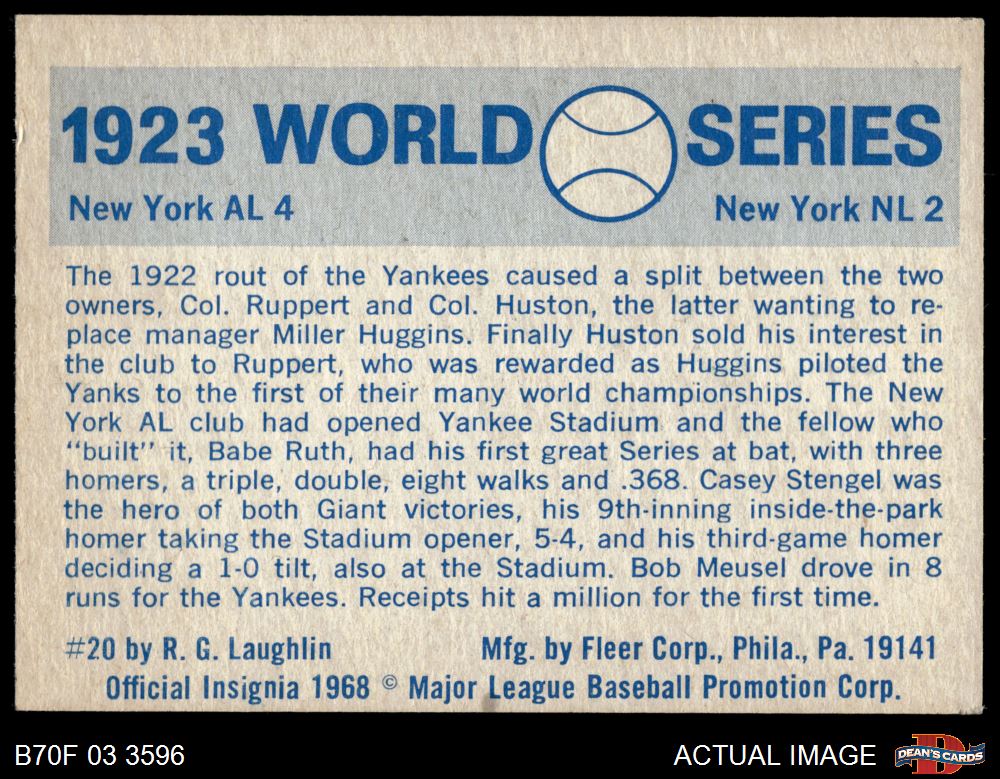 1923 WORLD SERIES
New York AL 4 New York NL 2
The 1922 rout of the Yankees caused a split between the two
owners, Col. Ruppert and Col. Huston, the latter wanting to re-
place manager Miller Huggins. Finally Huston sold his interest in
the club to Ruppert, who was rewarded as Huggins piloted the
Yanks to the first of their many world championships. The New
York AL club had opened Yankee Stadium and the fellow who
"built" it, Babe Ruth, had his first great Series at bat, with three
homers, a triple, double, eight walks and .368. Casey Stengel was
the hero of both Giant victories, his 9th-inning inside-the-park
homer taking the Stadium opener, 5-4, and his third-game homer
deciding a 1-0 tilt, also at the Stadium. Bob Meusel drove in 8
runs for the Yankees. Receipts hit a million for the first time.
#20 by R. G. Laughlin Mfg. by Fleer Corp., Phila., Pa. 19141
Official Insignia 1968 © Major League Baseball Promotion Corp.
B70F 03 3596 ACTUAL IMAGE D DEAN'S CARDS